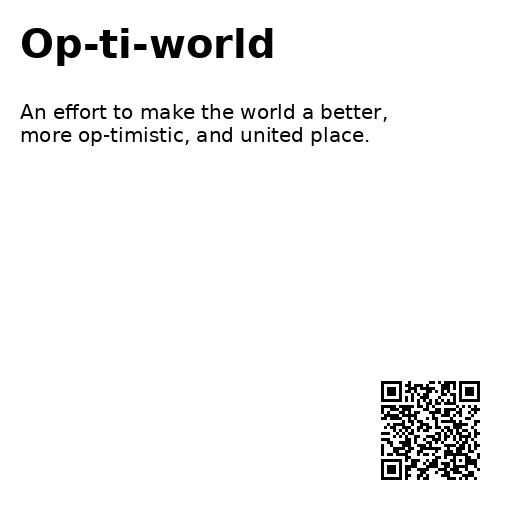 Op-ti-world
An effort to make the world a better,
more op-timistic, and united place.